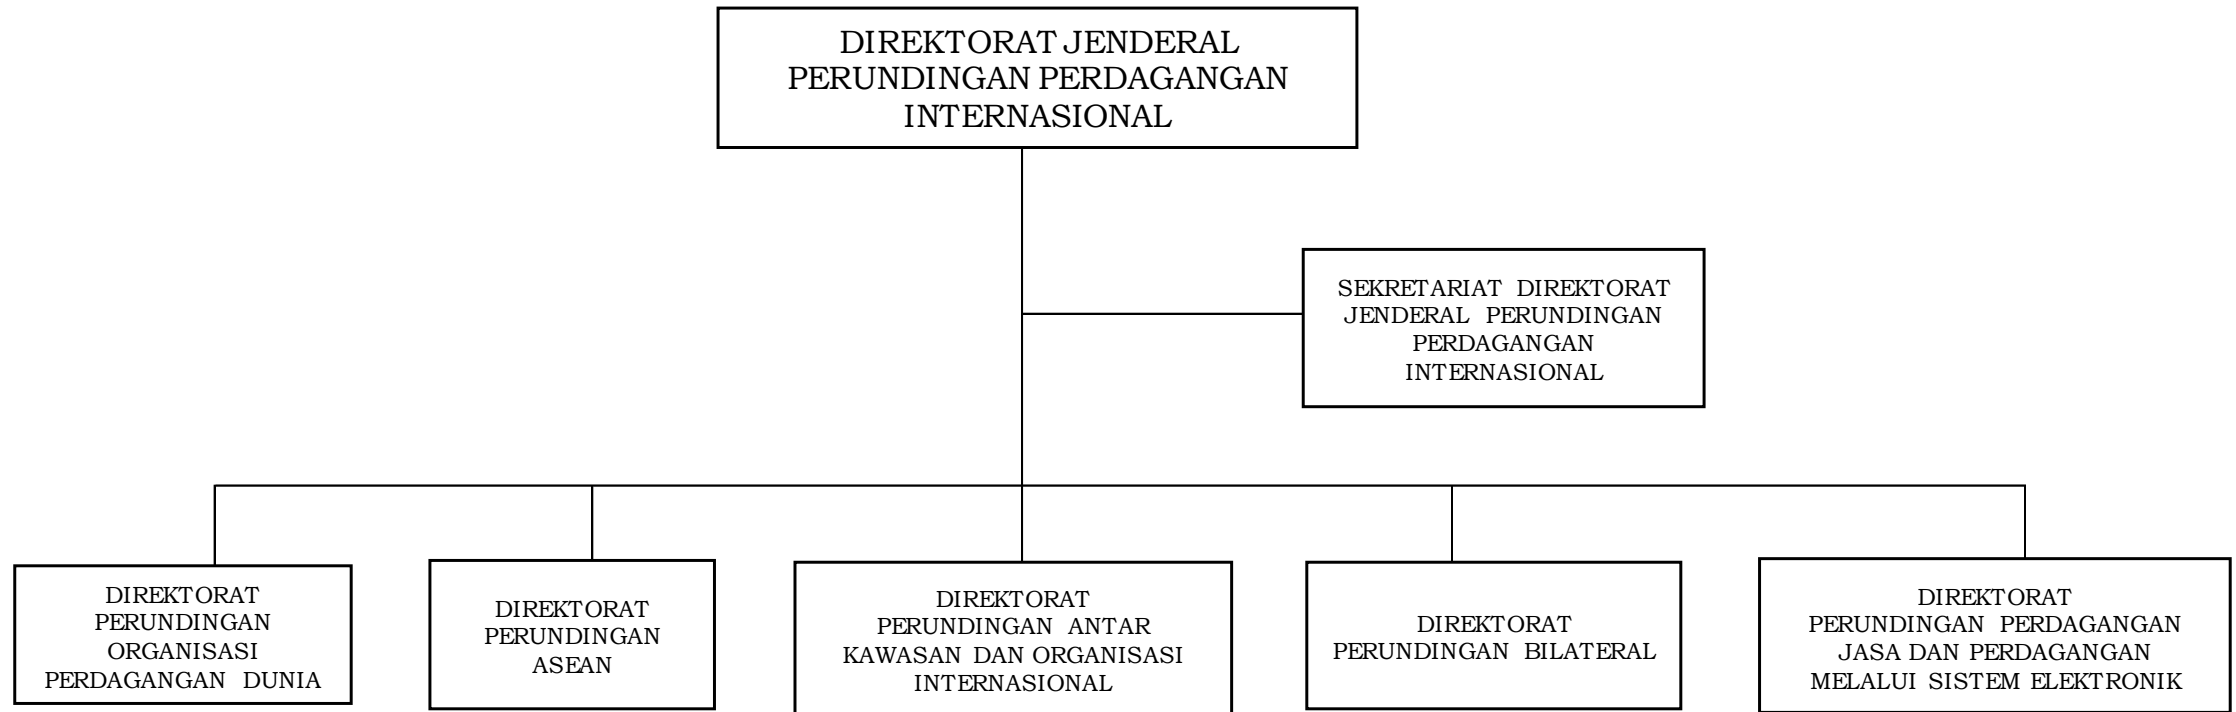 DIREKTORAT JENDERAL
PERUNDINGAN PERDAGANGAN
INTERNASIONAL
SEKRETARIAT DIREKTORAT
JENDERAL PERUNDINGAN
PERDAGANGAN
INTERNASIONAL
DIREKTORAT
PERUNDINGAN
ORGANISASI
PERDAGANGAN DUNIA
DIREKTORAT
PERUNDINGAN
ASEAN
DIREKTORAT
PERUNDINGAN ANTAR
KAWASAN DAN ORGANISASI
INTERNASIONAL
DIREKTORAT
PERUNDINGAN BILATERAL
DIREKTORAT
PERUNDINGAN PERDAGANGAN
JASA DAN PERDAGANGAN
MELALUI SISTEM ELEKTRONIK